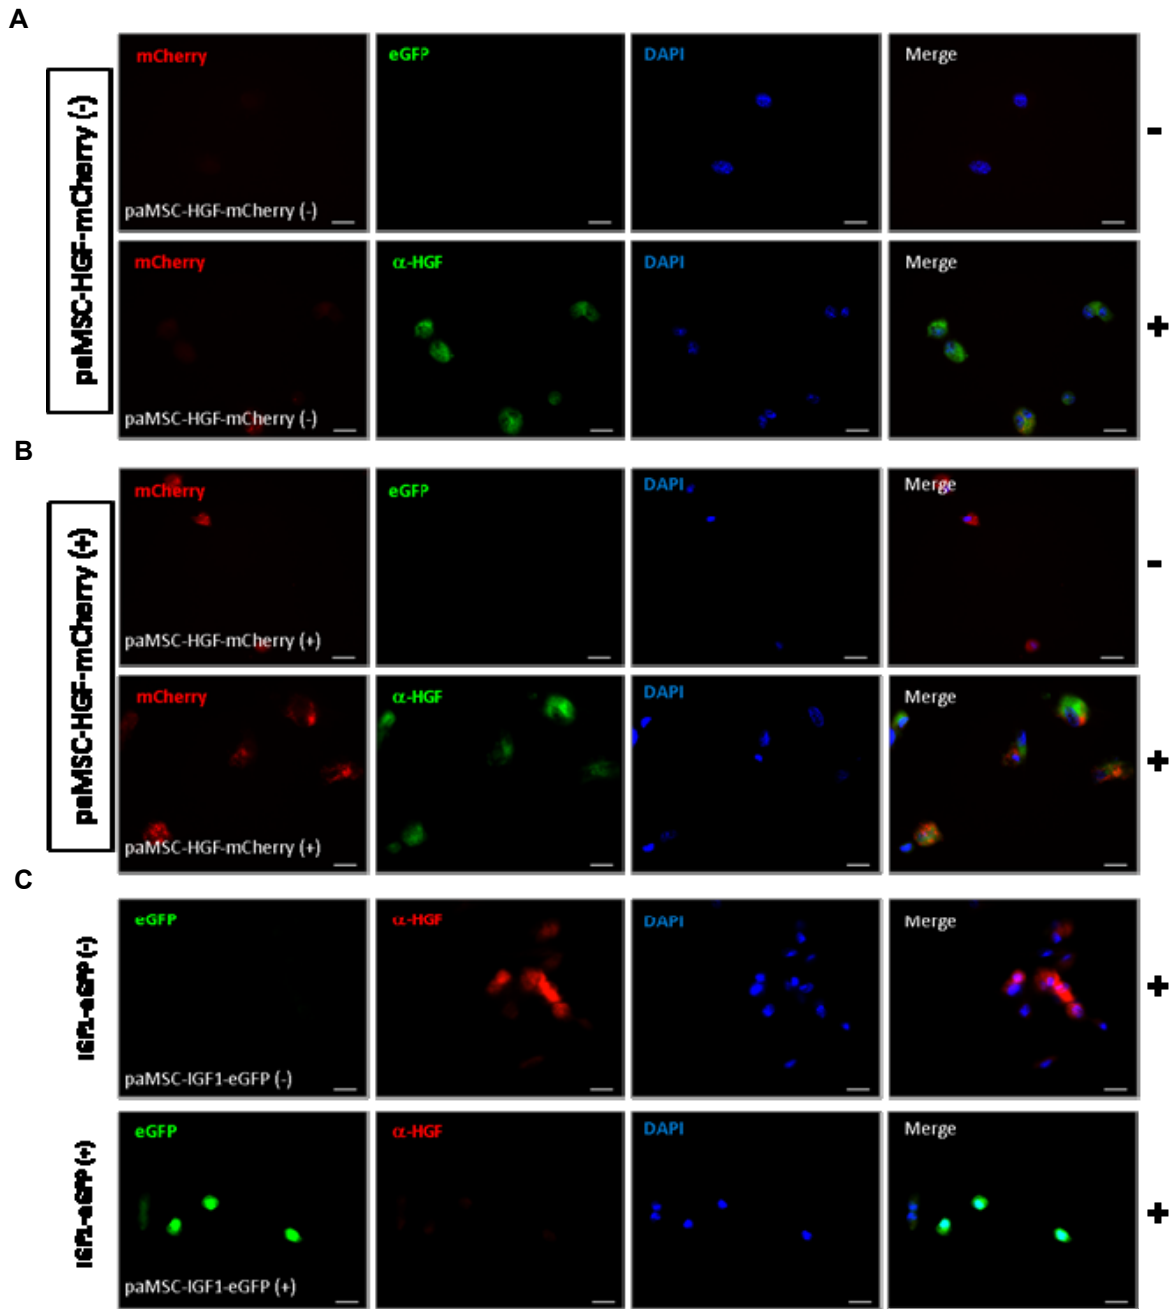 A
paMSC-HGF-mCherry (-)
mCherry
eGFP
DAPI
Merge
-
paMSC-HGF-mCherry (-)
mCherry
α-HGF
DAPI
Merge
+
paMSC-HGF-mCherry (-)
B
paMSC-HGF-mCherry (+)
mCherry
eGFP
DAPI
Merge
-
paMSC-HGF-mCherry (+)
mCherry
α-HGF
DAPI
Merge
+
paMSC-HGF-mCherry (+)
C
IGF1-eGFP (-)
eGFP
α-HGF
DAPI
Merge
+
paMSC-IGF1-eGFP (-)
IGF1-eGFP (+)
eGFP
α-HGF
DAPI
Merge
+
paMSC-IGF1-eGFP (+)